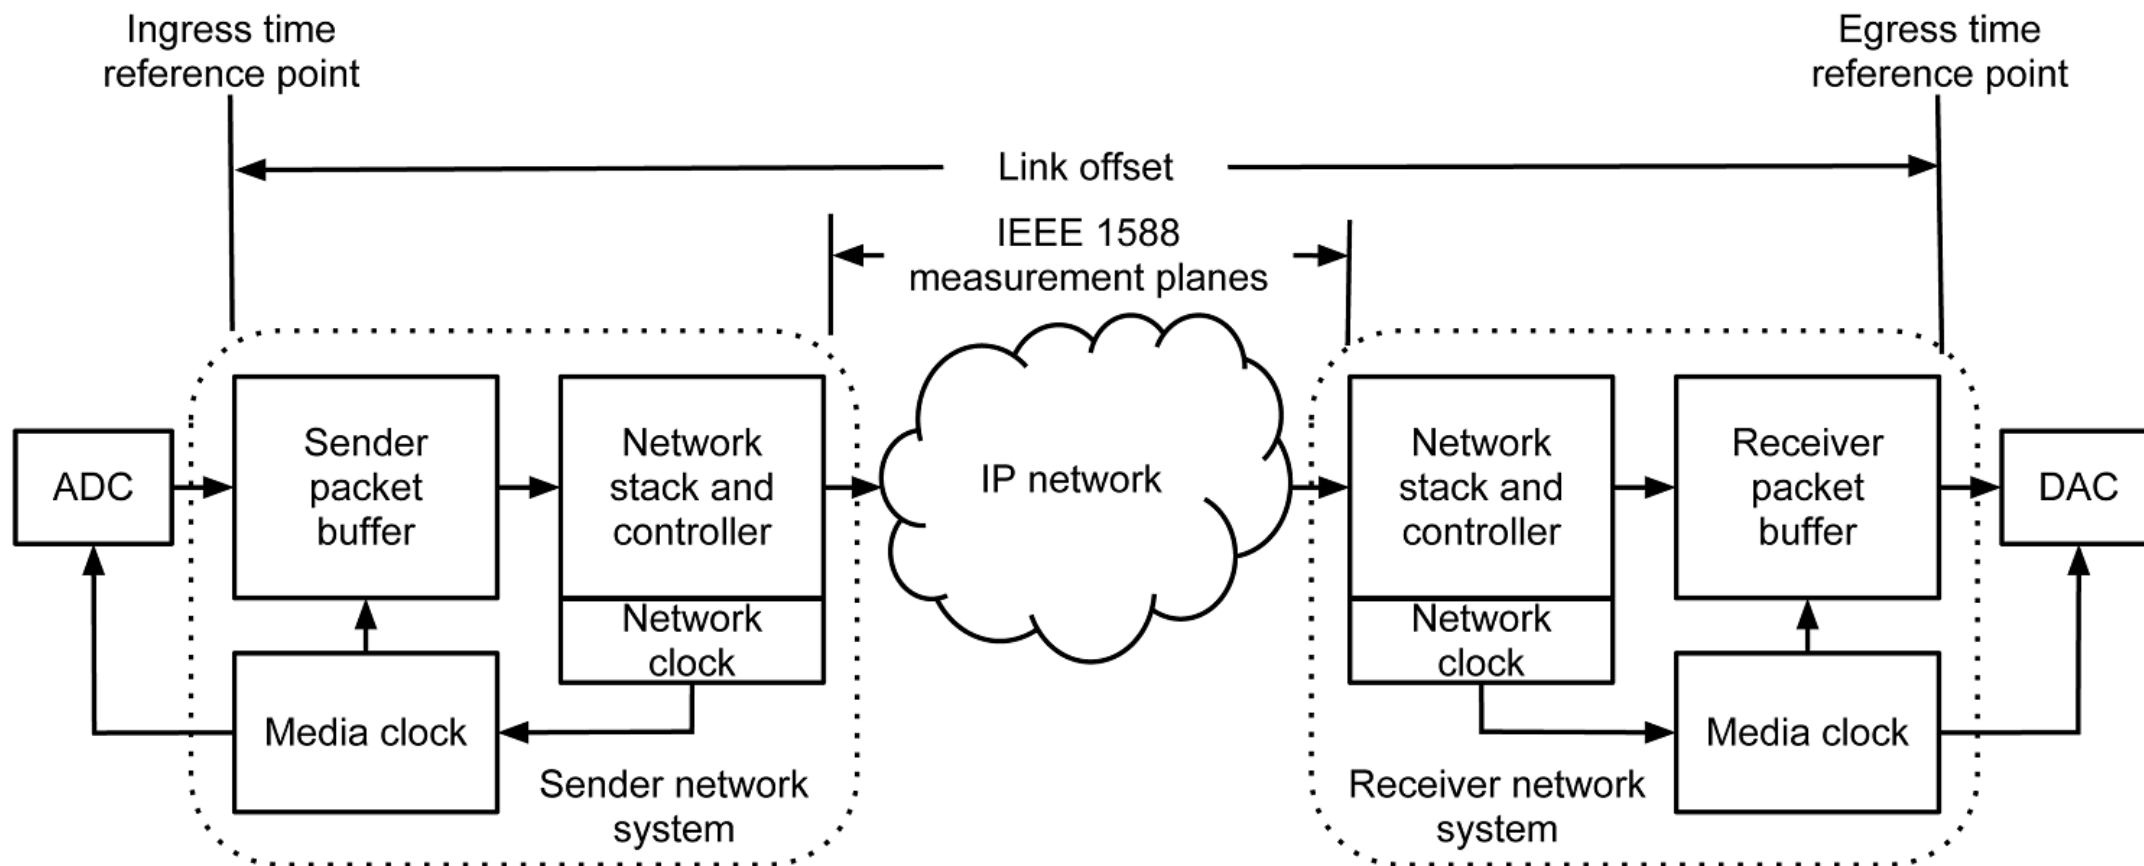 Ingress time
reference point
Egress time
reference point
Link offset
IEEE 1588
measurement planes
ADC
Sender
packet
buffer
Network
stack and
controller
IP network
Network
stack and
controller
Receiver
packet
buffer
DAC
Network
clock
Network
clock
Media clock
Media clock
Sender network
system
Receiver network
system